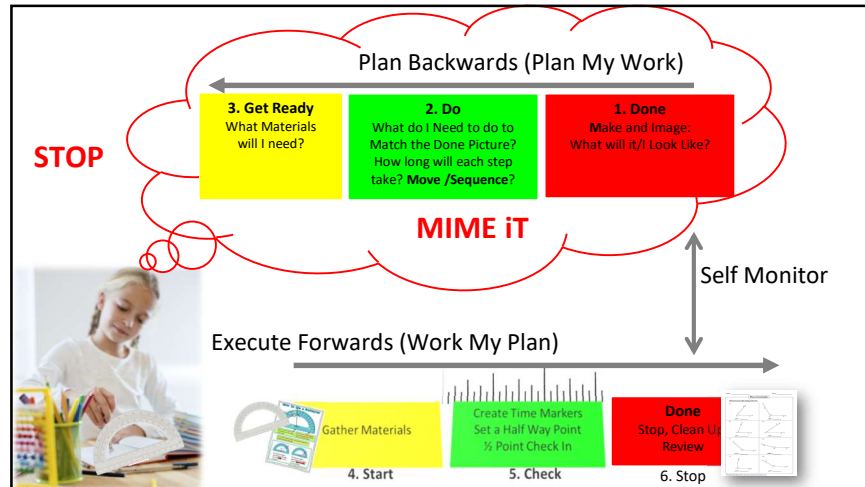 Plan Backwards (Plan My Work)
3. Get Ready
What Materials
will I need?
2. Do
What do I Need to do to
Match the Done Picture?
How long will each step
take? Move /Sequence?
1. Done
Make and Image:
What will it/I Look Like?
STOP
MIME iT
Self Monitor
Execute Forwards (Work My Plan)
Gather Materials
4. Start
Create Time Markers
Set a Half Way Point
½ Point Check In
5. Check
Done
Stop, Clean Up
Review
6. Stop